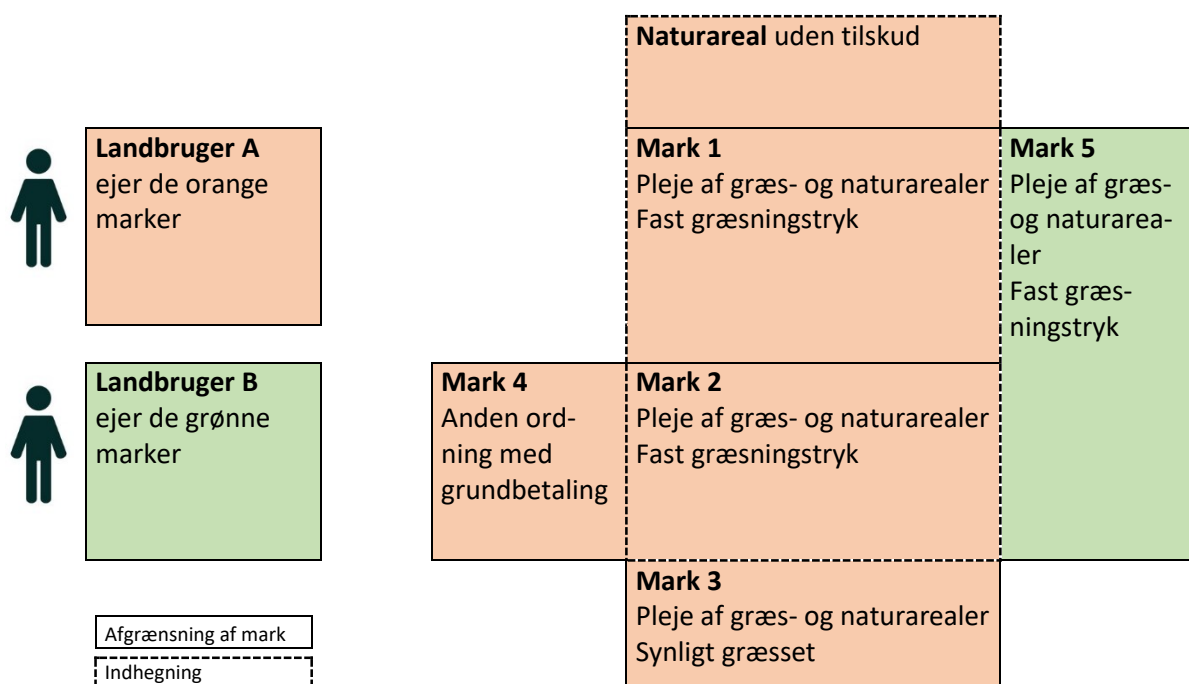 Naturareal uden tilskud
Landbruger A
ejer de orange
marker
Mark 1
Pleje af græs- og naturarealer
Fast græsningstryk
Mark 5
Pleje af græs-
og naturarea-
ler
Fast græs-
ningstryk
Landbruger B
ejer de grønne
marker
Mark 4
Anden ord-
ning med
grundbetaling
Mark 2
Pleje af græs- og naturarealer
Fast græsningstryk
Mark 3
Pleje af græs- og naturarealer
Synligt græsset
Afgrænsning af mark
Indhegning